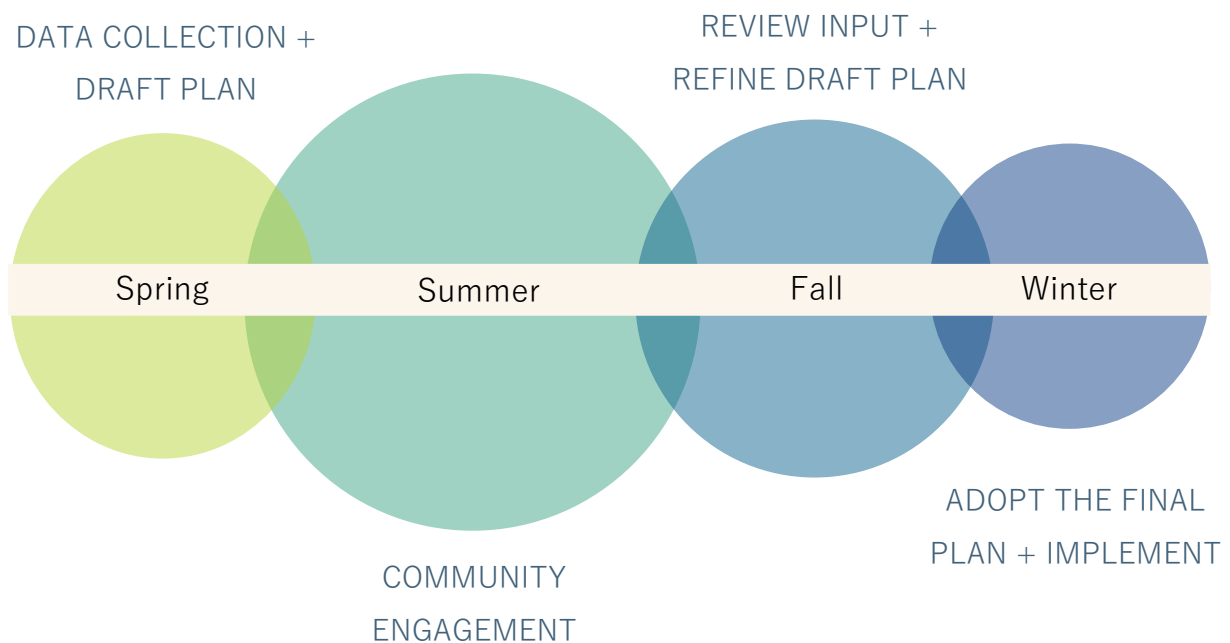 DATA COLLECTION +
DRAFT PLAN
REVIEW INPUT +
REFINE DRAFT PLAN
Spring
Summer
Fall
Winter
COMMUNITY
ENGAGEMENT
ADOPT THE FINAL
PLAN + IMPLEMENT